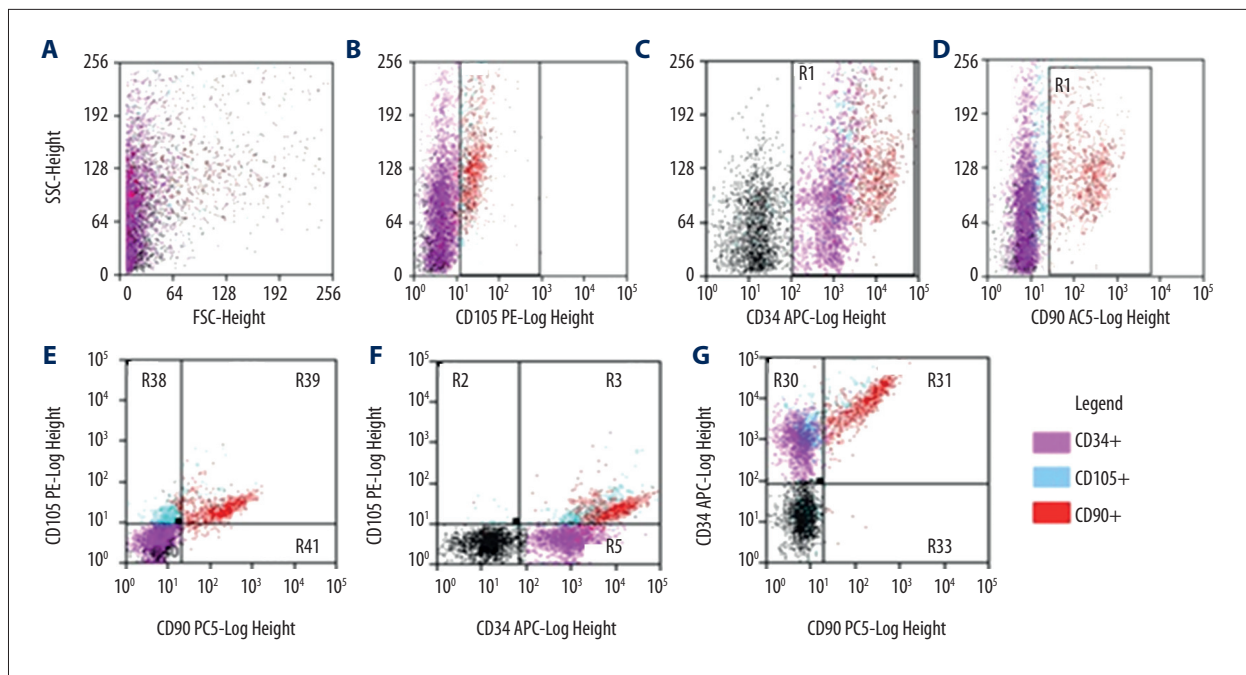 A
B
C
D
256
192
128
64
0
SSC-Height
0 64 128 192 256
FSC-Height
256
192
128
64
0
10⁰ 10¹ 10² 10³ 10⁴ 10⁵
CD105 PE-Log Height
R1
256
192
128
64
0
10⁰ 10¹ 10² 10³ 10⁴ 10⁵
CD34 APC-Log Height
R1
256
192
128
64
0
10⁰ 10¹ 10² 10³ 10⁴ 10⁵
CD90 AC5-Log Height
E
F
G
10⁵
10⁴
10³
10²
10¹
10⁰
CD105 PE-Log Height
R38 R39
R41
10⁰ 10¹ 10² 10³ 10⁴ 10⁵
CD90 PC5-Log Height
10⁵
10⁴
10³
10²
10¹
10⁰
CD105 PE-Log Height
R2 R3
R5
10⁰ 10¹ 10² 10³ 10⁴ 10⁵
CD34 APC-Log Height
10⁵
10⁴
10³
10²
10¹
10⁰
CD34 APC-Log Height
R30 R31
R33
10⁰ 10¹ 10² 10³ 10⁴ 10⁵
CD90 PC5-Log Height
Legend
CD34+
CD105+
CD90+